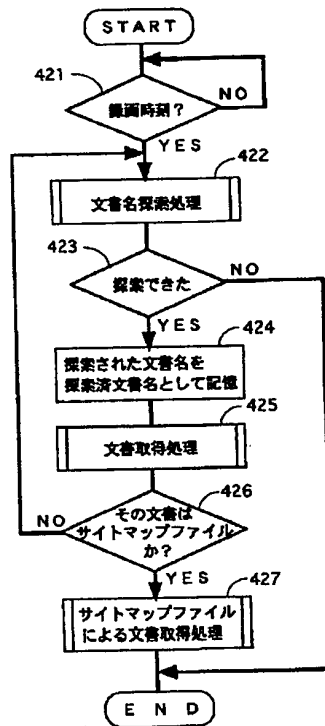 START
421
録画時刻?
NO
YES
422
文書名探索処理
423
探索できた
NO
YES
424
探索された文書名を
探索済文書名として記憶
425
文書取得処理
426
その文書は
サイトマップファイル
か?
NO
YES
427
サイトマップファイル
による文書取得処理
END